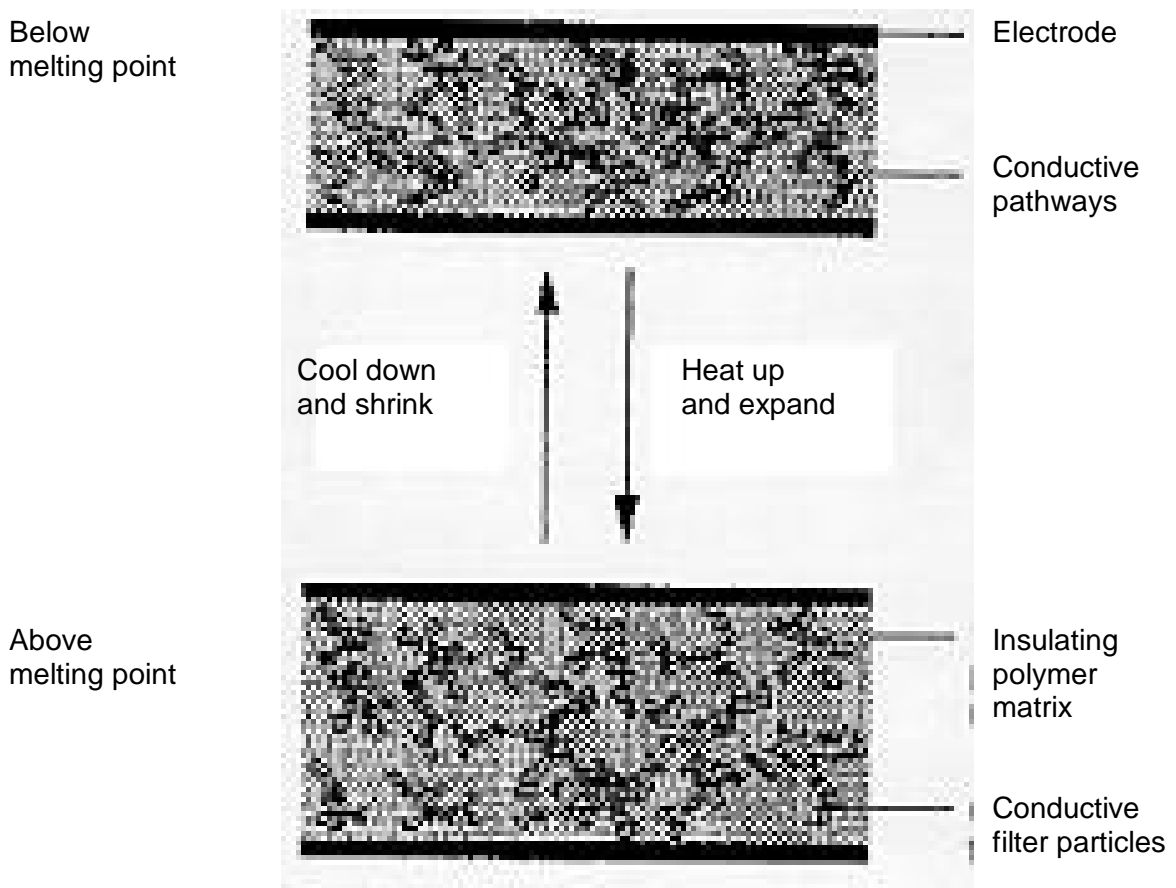 Below
melting point
Electrode
Conductive
pathways
Cool down
and shrink
Heat up
and expand
Above
melting point
Insulating
polymer
matrix
Conductive
filter particles